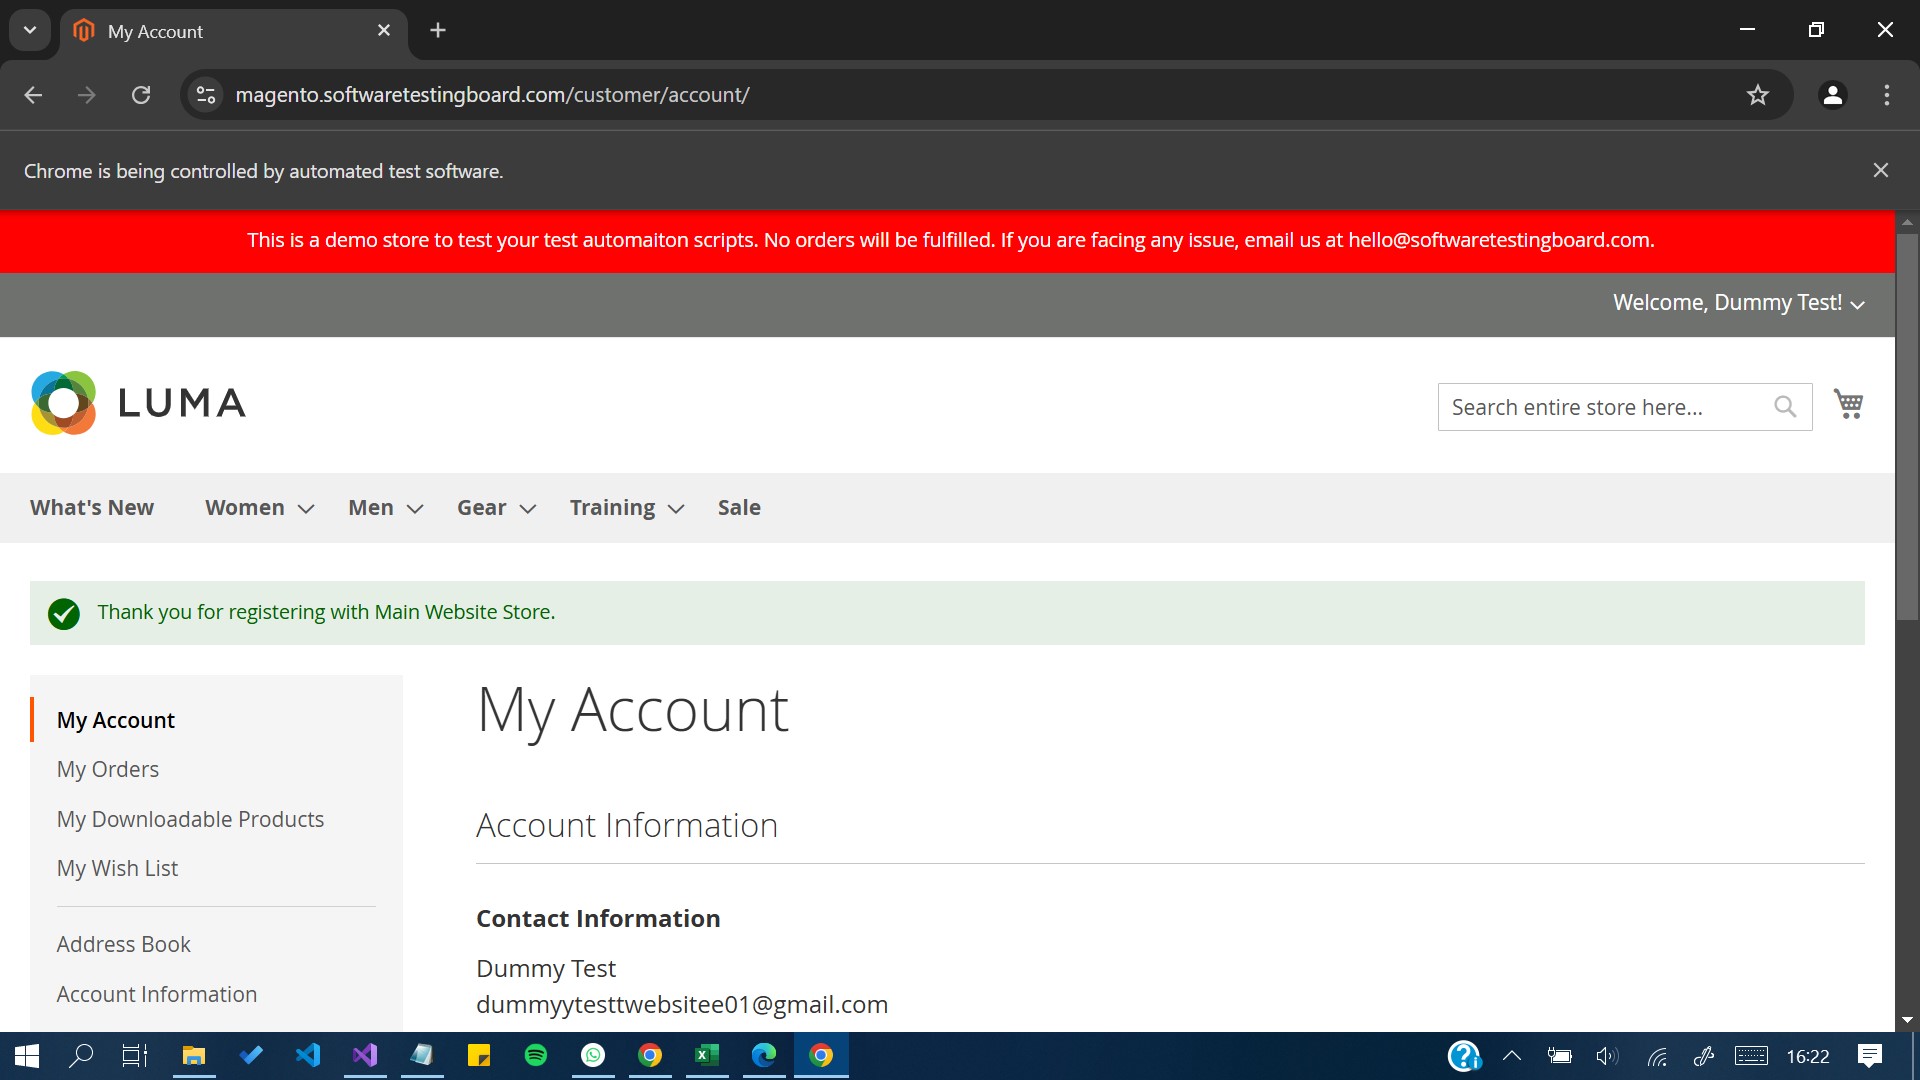 My Account
magento.softwaretestingboard.com/customer/account/
Chrome is being controlled by automated test software.
This is a demo store to test your test automaiton scripts. No orders will be fulfilled. If you are facing any issue, email us at hello@softwaretestingboard.com.
Welcome, Dummy Test!
LUMA
Search entire store here...
What's New Women Men Gear Training Sale
Thank you for registering with Main Website Store.
My Account
My Orders
My Downloadable Products
My Wish List
Address Book
Account Information
My Account
Account Information
Contact Information
Dummy Test
dummyytesttwebsitee01@gmail.com
16:22